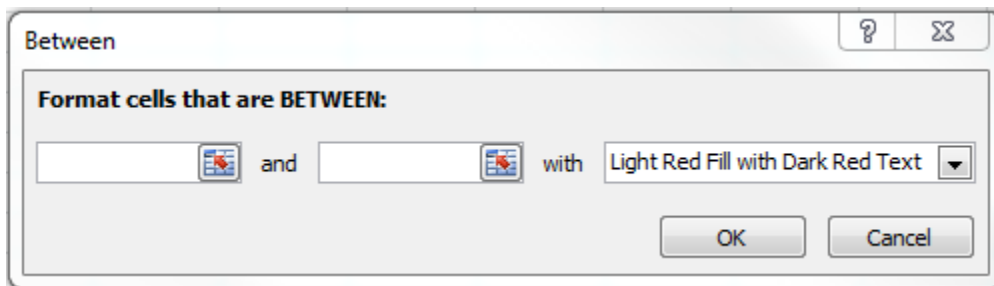 Between
Format cells that are BETWEEN:
and with Light Red Fill with Dark Red Text
OK Cancel